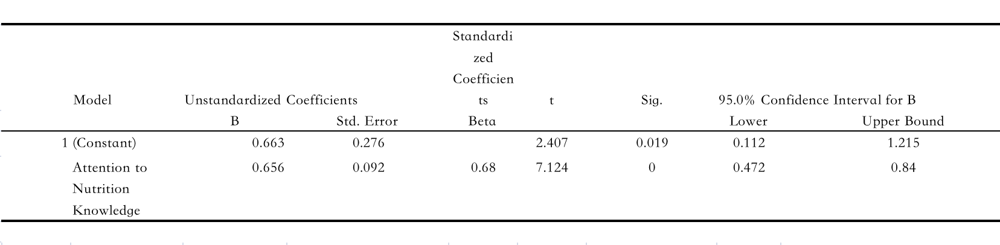 Standardi
zed
Coefficien
Model Unstandardized Coefficients ts t Sig. 95.0% Confidence Interval for B
B Std. Error Beta Lower Upper Bound
1 (Constant) 0.663 0.276 2.407 0.019 0.112 1.215
Attention to 0.656 0.092 0.68 7.124 0 0.472 0.84
Nutrition
Knowledge